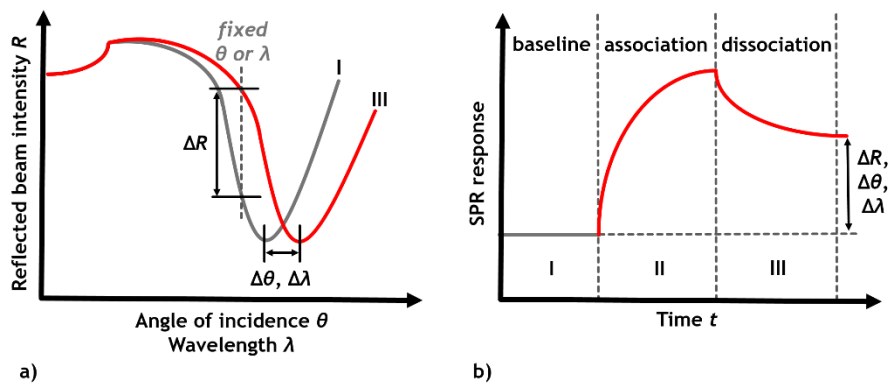 Reflected beam intensity R
fixed
θ or λ
I
III
ΔR
Δθ, Δλ
Angle of incidence θ
Wavelength λ
a)
SPR response
baseline
association
dissociation
ΔR,
Δθ,
Δλ
I
II
III
Time t
b)